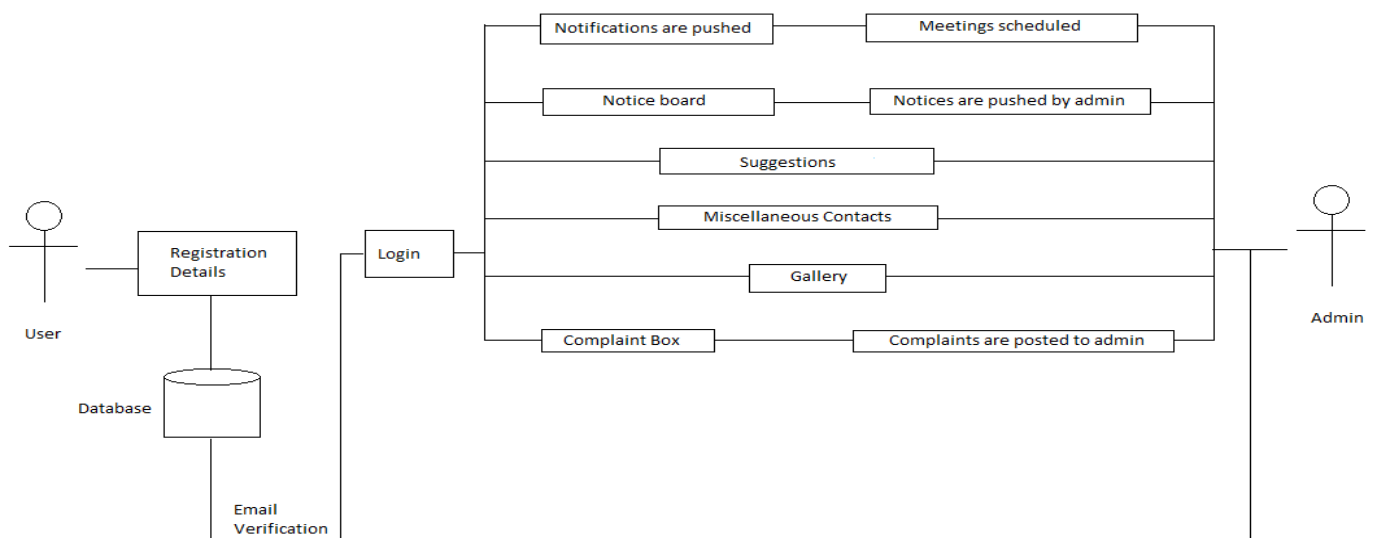 Notifications are pushed
Meetings scheduled
Notice board
Notices are pushed by admin
Suggestions
Miscellaneous Contacts
Registration
Details
Login
Gallery
User
Admin
Complaint Box
Complaints are posted to admin
Database
Email
Verification